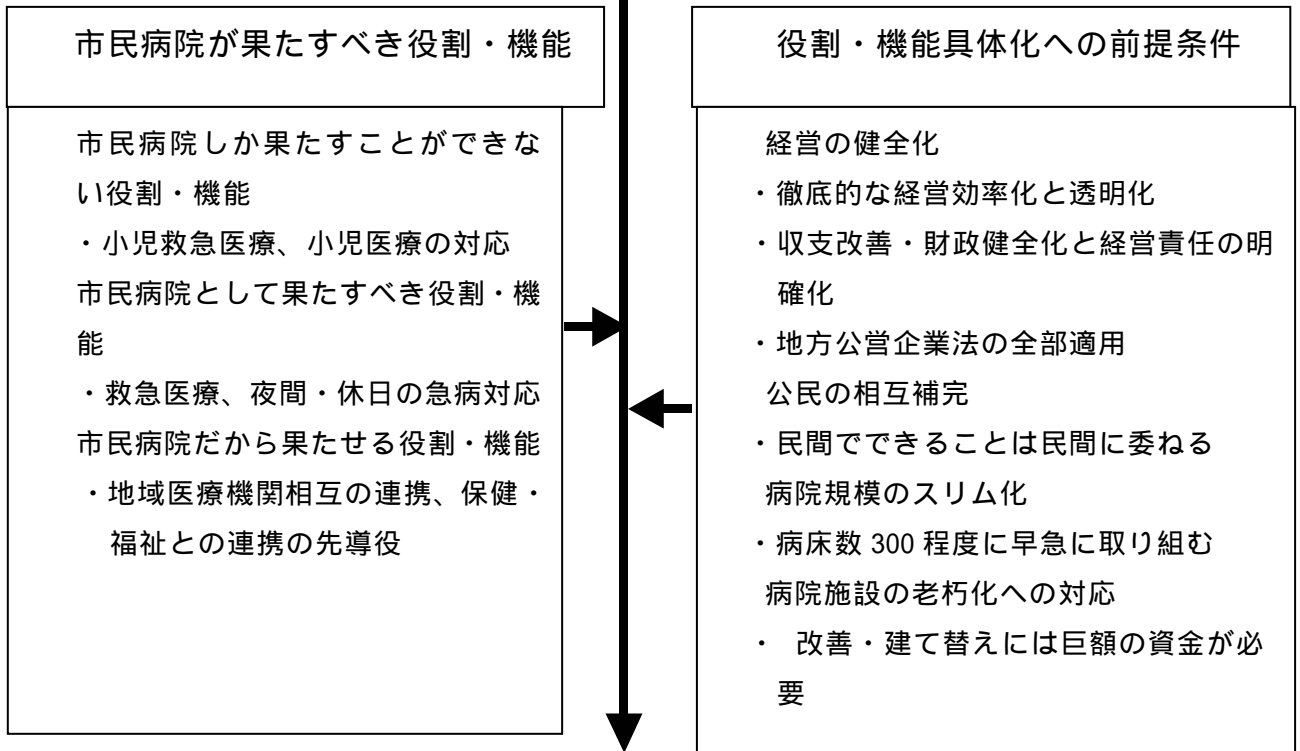 市民病院が果たすべき役割・機能
市民病院しか果たすことができな
い役割・機能
・小児救急医療、小児医療の対応
市民病院として果たすべき役割・機
能
・救急医療、夜間・休日の急病対応
市民病院だから果たせる役割・機能
・地域医療機関相互の連携、保健・
福祉との連携の先導役
役割・機能具体化への前提条件
経営の健全化
・徹底的な経営効率化と透明化
・収支改善・財政健全化と経営責任の明
確化
・地方公営企業法の全部適用
公民の相互補完
・民間でできることは民間に委ねる
病院規模のスリム化
・病床数 300 程度に早急に取り組む
病院施設の老朽化への対応
・ 改善・建て替えには巨額の資金が必
要